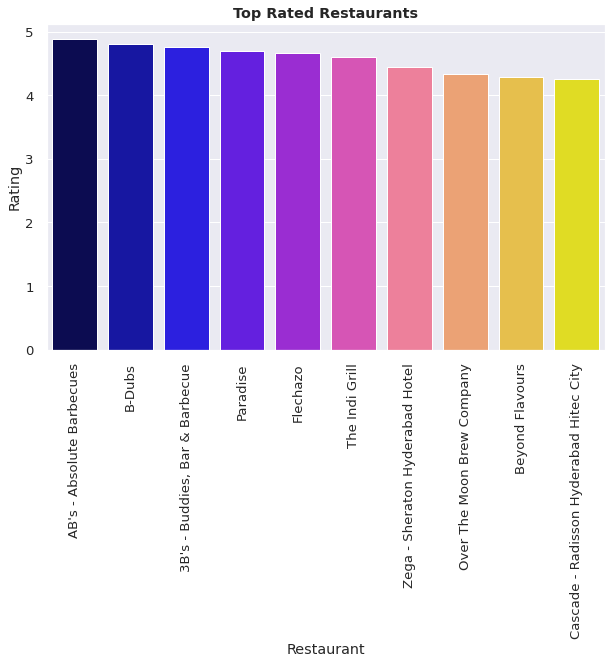 Top Rated Restaurants
Rating
5
4
3
2
1
0
AB's - Absolute Barbecues
B-Dubs
3B's - Buddies, Bar & Barbecue
Paradise
Flechazo
The Indi Grill
Zega - Sheraton Hyderabad Hotel
Over The Moon Brew Company
Beyond Flavours
Cascade - Radisson Hyderabad Hitec City
Restaurant